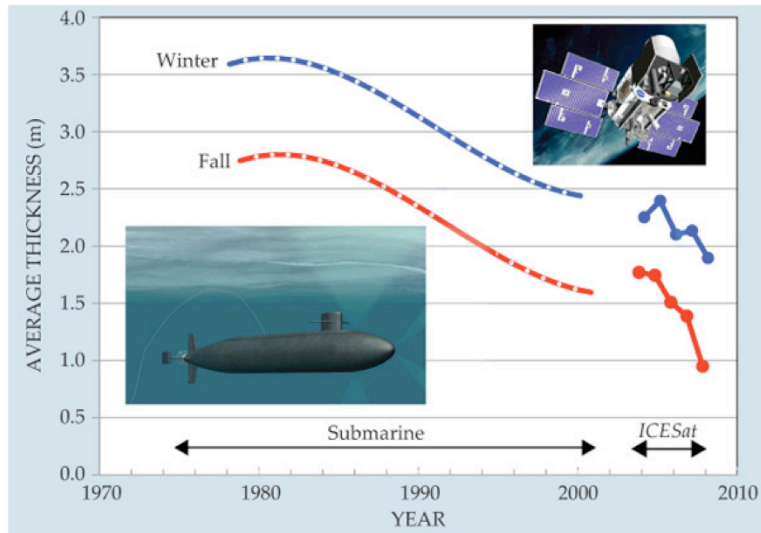 4.0
3.5
3.0
2.5
2.0
1.5
1.0
0.5
0.0
AVERAGE THICKNESS (m)
Winter
Fall
Submarine
ICESat
1970
1980
1990
2000
2010
YEAR